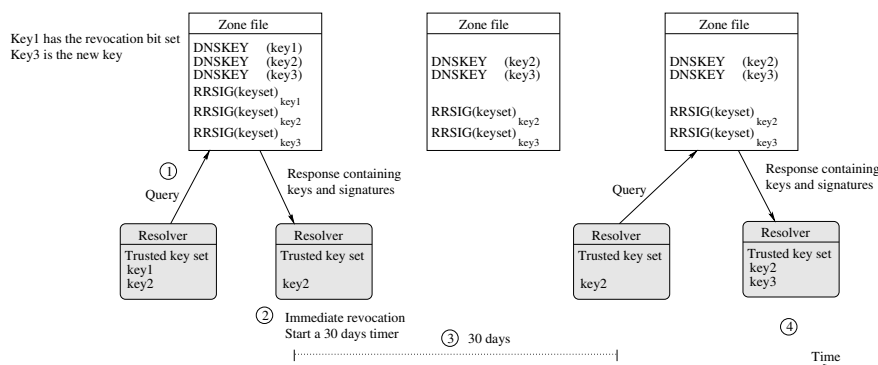 Key1 has the revocation bit set
Key3 is the new key
Zone file
DNSKEY (key1)
DNSKEY (key2)
DNSKEY (key3)
RRSIG(keyset) key1
RRSIG(keyset) key2
RRSIG(keyset) key3
Zone file
DNSKEY (key2)
DNSKEY (key3)
RRSIG(keyset) key2
RRSIG(keyset) key3
Zone file
DNSKEY (key2)
DNSKEY (key3)
RRSIG(keyset) key2
RRSIG(keyset) key3
1
Query
Response containing
keys and signatures
Query
Response containing
keys and signatures
Resolver
Trusted key set
key1
key2
Resolver
Trusted key set
key2
Resolver
Trusted key set
key2
Resolver
Trusted key set
key2
key3
2 Immediate revocation
Start a 30 days timer
3 30 days
4
Time